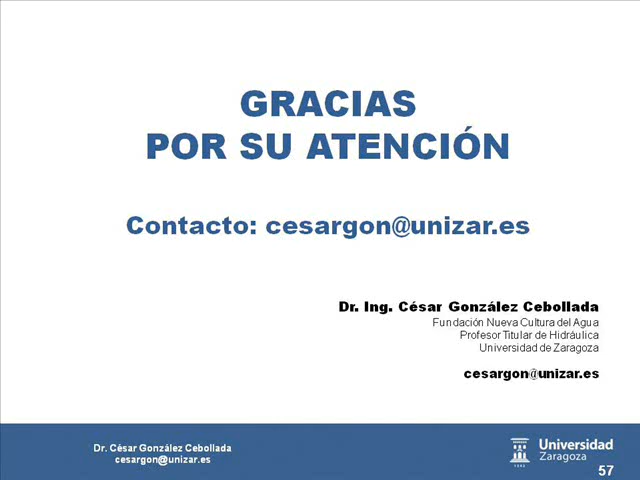 GRACIAS
POR SU ATENCIÓN
Contacto: cesargon@unizar.es
Dr. Ing. César González Cebollada
Fundación Nueva Cultura del Agua
Profesor Titular de Hidráulica
Universidad de Zaragoza
cesargon@unizar.es
Dr. César González Cebollada
cesargon@unizar.es
Universidad
Zaragoza
57